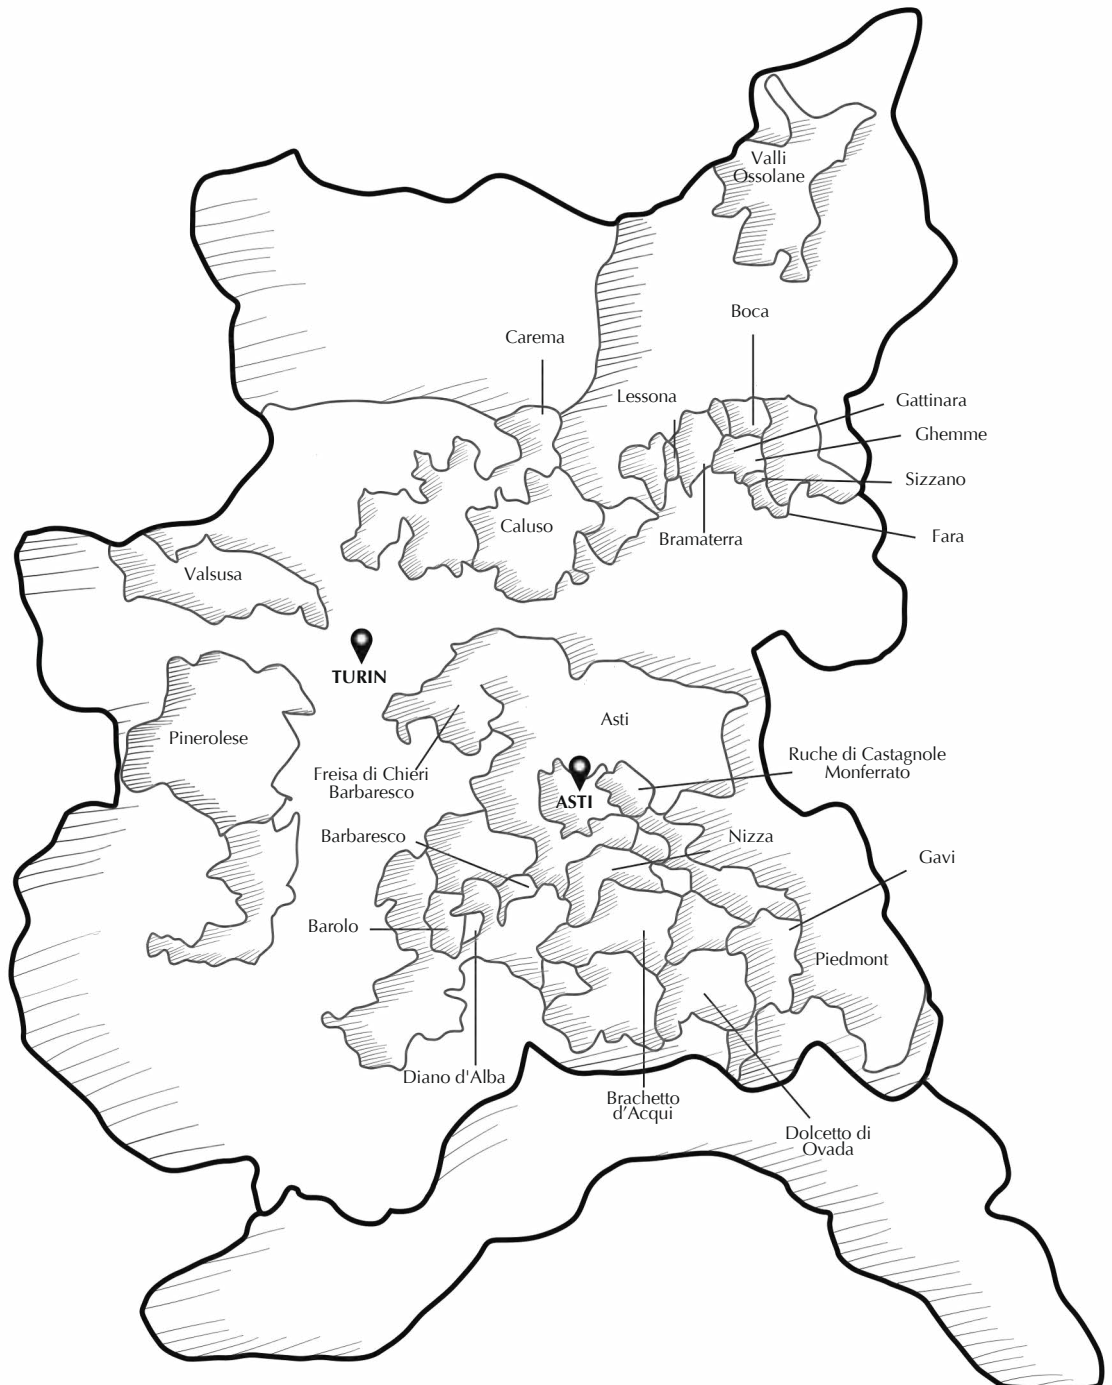 Valli
Ossolane
Boca
Carema
Lessona
Gattinara
Ghemme
Sizzano
Caluso
Bramaterra
Fara
Valsusa
TURIN
Asti
Pinerolese
Ruche di Castagnole
Monferrato
Freisa di Chieri
Barbaresco
ASTI
Barbaresco
Nizza
Gavi
Barolo
Piedmont
Diano d'Alba
Brachetto
d’Acqui
Dolcetto di
Ovada